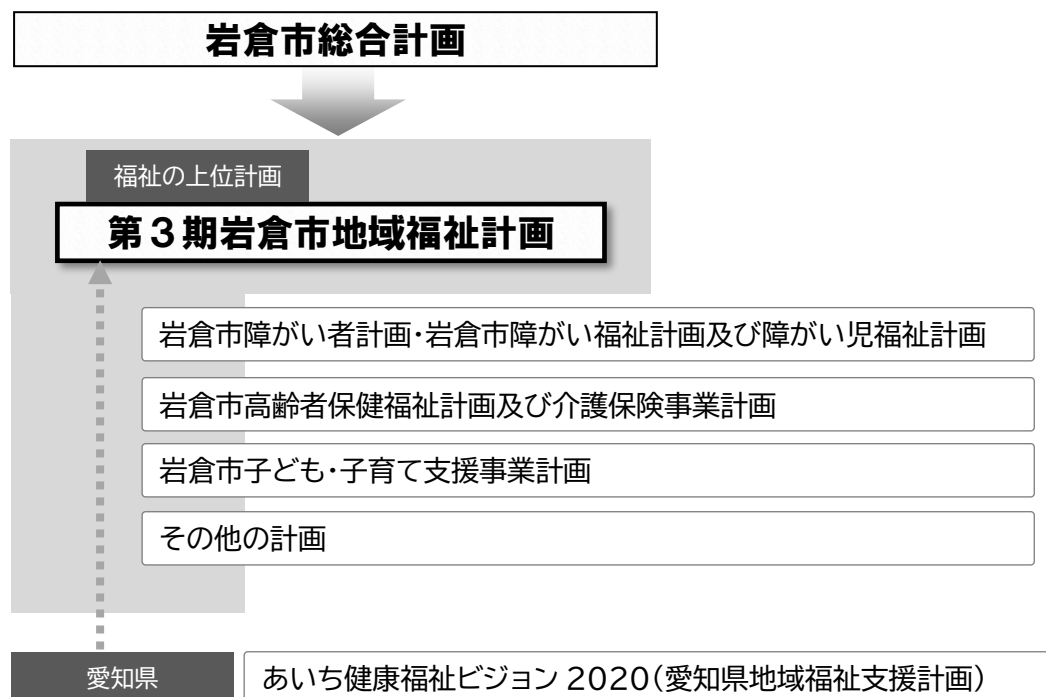 岩倉市総合計画
福祉の上位計画
第３期岩倉市地域福祉計画
岩倉市障がい者計画・岩倉市障がい福祉計画及び障がい児福祉計画
岩倉市高齢者保健福祉計画及び介護保険事業計画
岩倉市子ども・子育て支援事業計画
その他の計画
愛知県
あいち健康福祉ビジョン 2020（愛知県地域福祉支援計画）